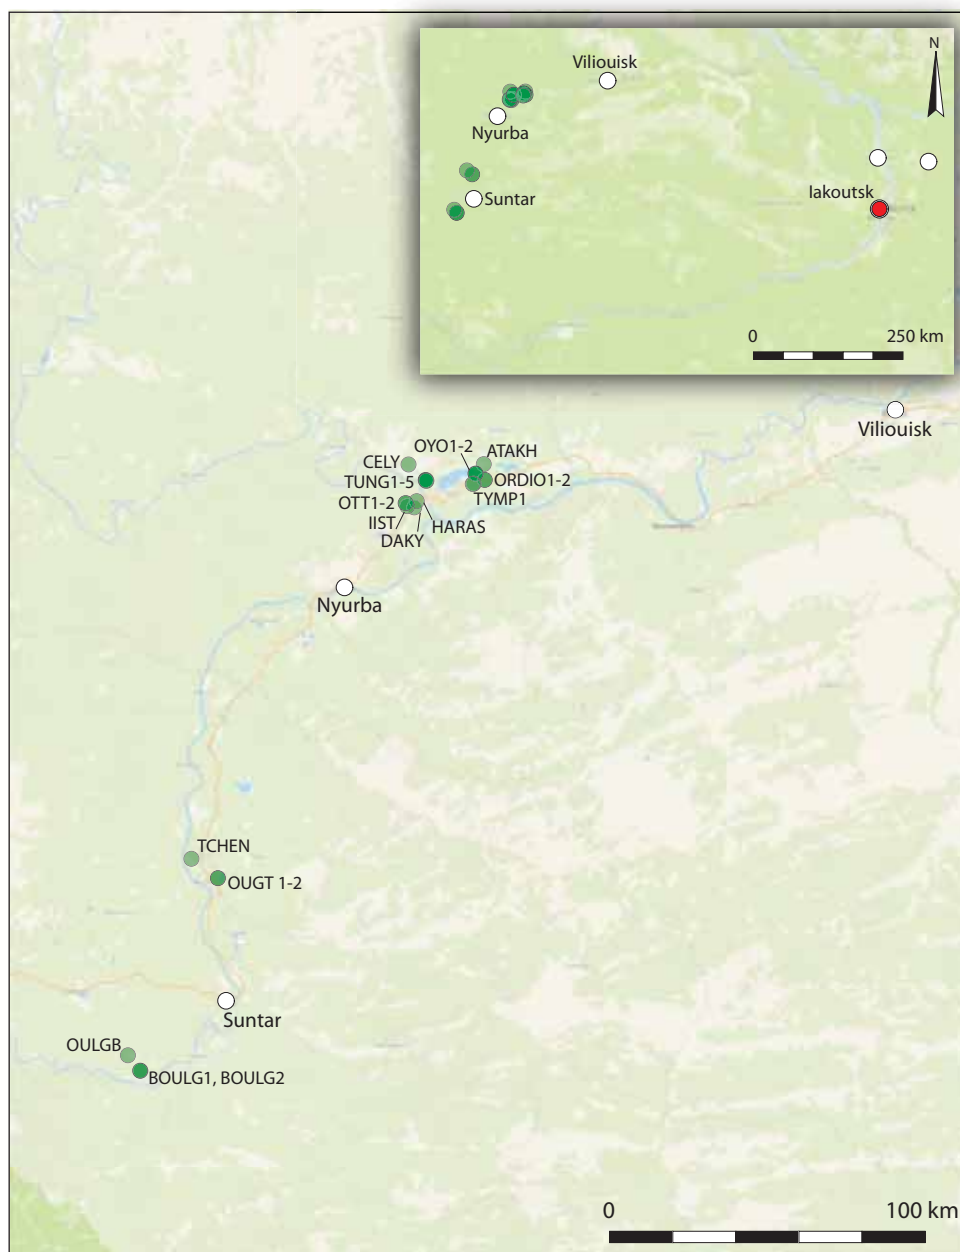 N
Viliouisk
Nyurba
Iakoutsk
Suntar
0 250 km
Viliouisk
OYO1-2
ATAKH
CELY
TUNG1-5
ORDIO1-2
TYMP1
OTT1-2
IIST
HARAS
DAKY
Nyurba
TCHEN
OUGT 1-2
Suntar
OULGB
BOULG1, BOULG2
0 100 km